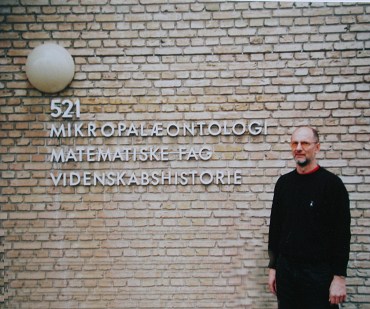 521
MIKROPALÆONTOLOGI
MATEMATISKE FAG
VIDENSKABSHISTORIE